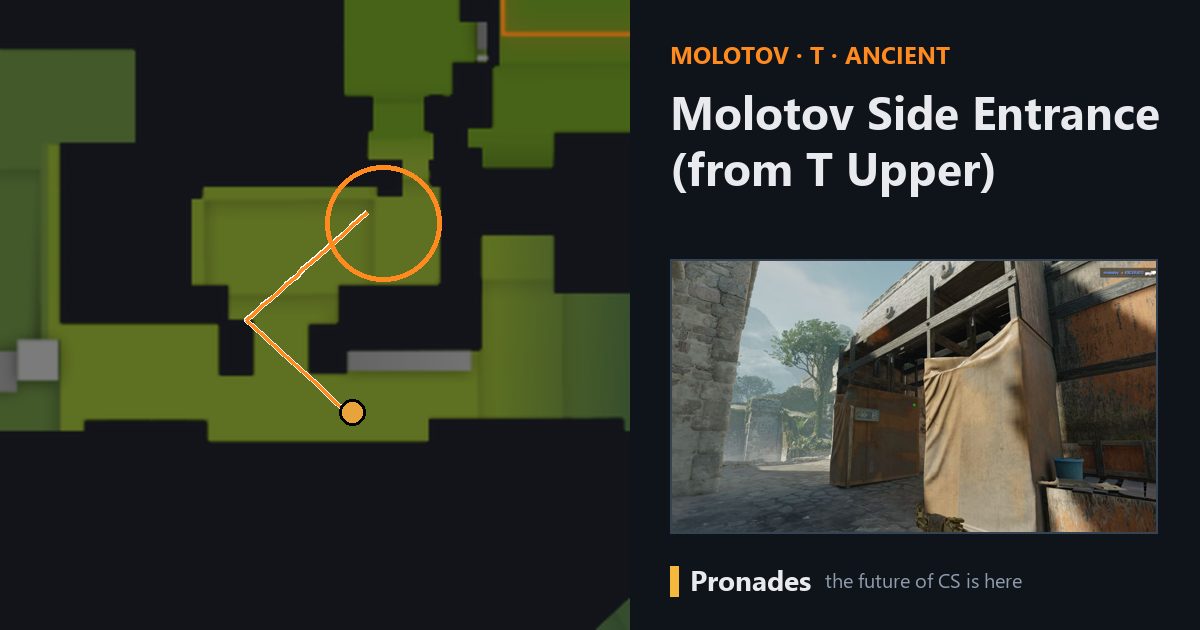 MOLOTOV · T · ANCIENT
Molotov Side Entrance
(from T Upper)
Pronades the future of CS is here